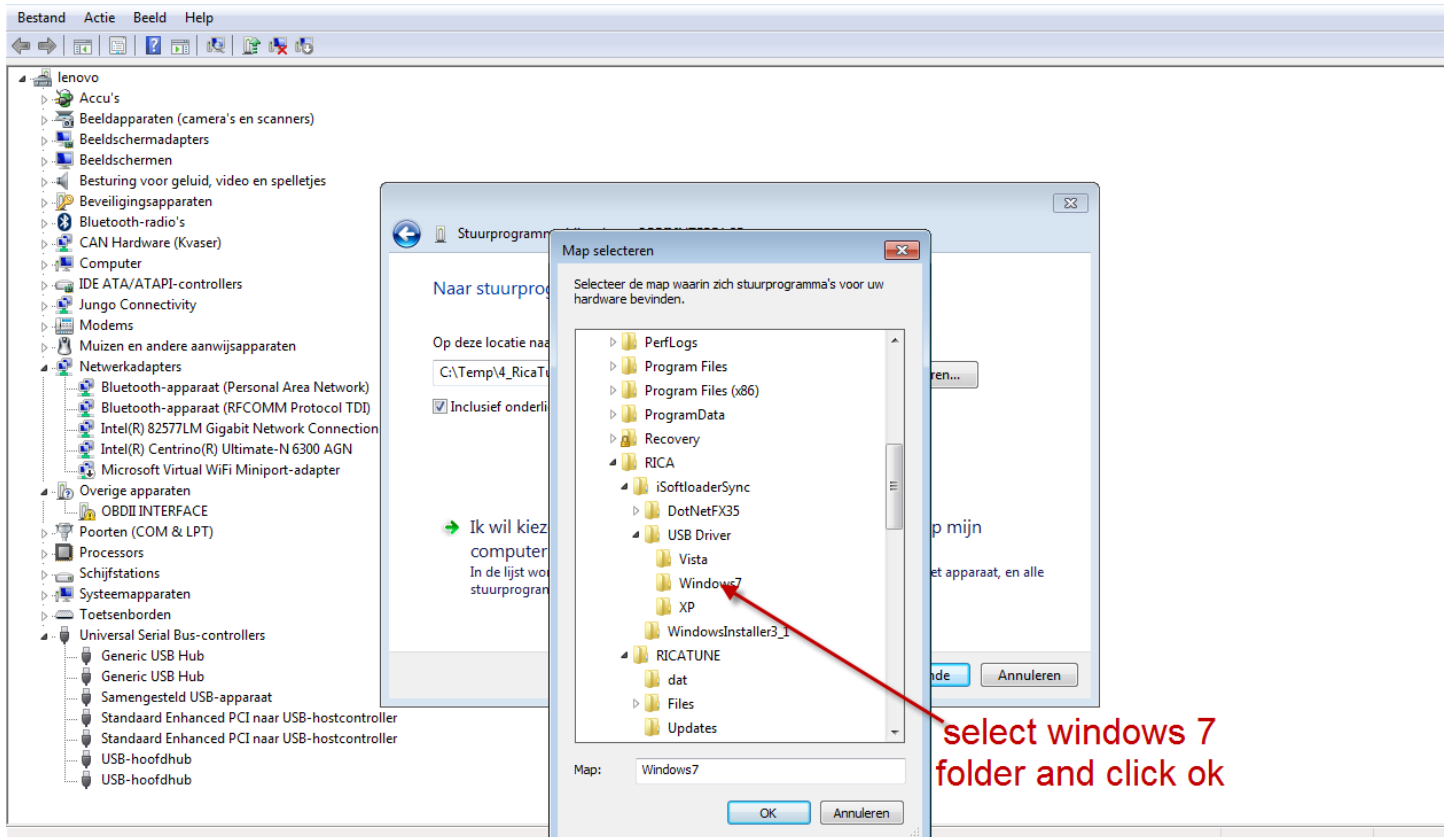 Bestand Actie Beeld Help
lenovo
Accu's
Beeldapparaten (camera's en scanners)
Beeldschermadapters
Beeldschermen
Besturing voor geluid, video en spelletjes
Beveiligingsapparaten
Bluetooth-radio's
CAN Hardware (Kvaser)
Computer
IDE ATA/ATAPI-controllers
Jungo Connectivity
Modems
Muizen en andere aanwijsapparaten
Netwerkadapters
Bluetooth-apparaat (Personal Area Network)
Bluetooth-apparaat (RFCOMM Protocol TDI)
Intel(R) 82577LM Gigabit Network Connection
Intel(R) Centrino(R) Ultimate-N 6300 AGN
Microsoft Virtual WiFi Miniport-adapter
Overige apparaten
OBDII INTERFACE
Poorten (COM & LPT)
Processors
Schijfstations
Systeemapparaten
Toetsenborden
Universal Serial Bus-controllers
Generic USB Hub
Generic USB Hub
Samengesteld USB-apparaat
Standaard Enhanced PCI naar USB-hostcontroller
Standaard Enhanced PCI naar USB-hostcontroller
USB-hoofdhub
USB-hoofdhub
Stuurprogramm
Naar stuurprog
Op deze locatie naa
C:\Temp\4_RicaTu
ren...
Inclusief onderli
Ik wil kiez
p mijn
computer
In de lijst wor
et apparaat, en alle
stuurprogran
nde
Annuleren
Map selecteren
Selecteer de map waarin zich stuurprogramma's voor uw
hardware bevinden.
PerfLogs
Program Files
Program Files (x86)
ProgramData
Recovery
RICA
iSoftloaderSync
DotNetFX35
USB Driver
Vista
Windows7
XP
WindowsInstaller3_1
RICATUNE
dat
Files
Updates
Map: Windows7
OK Annuleren
select windows 7
folder and click ok